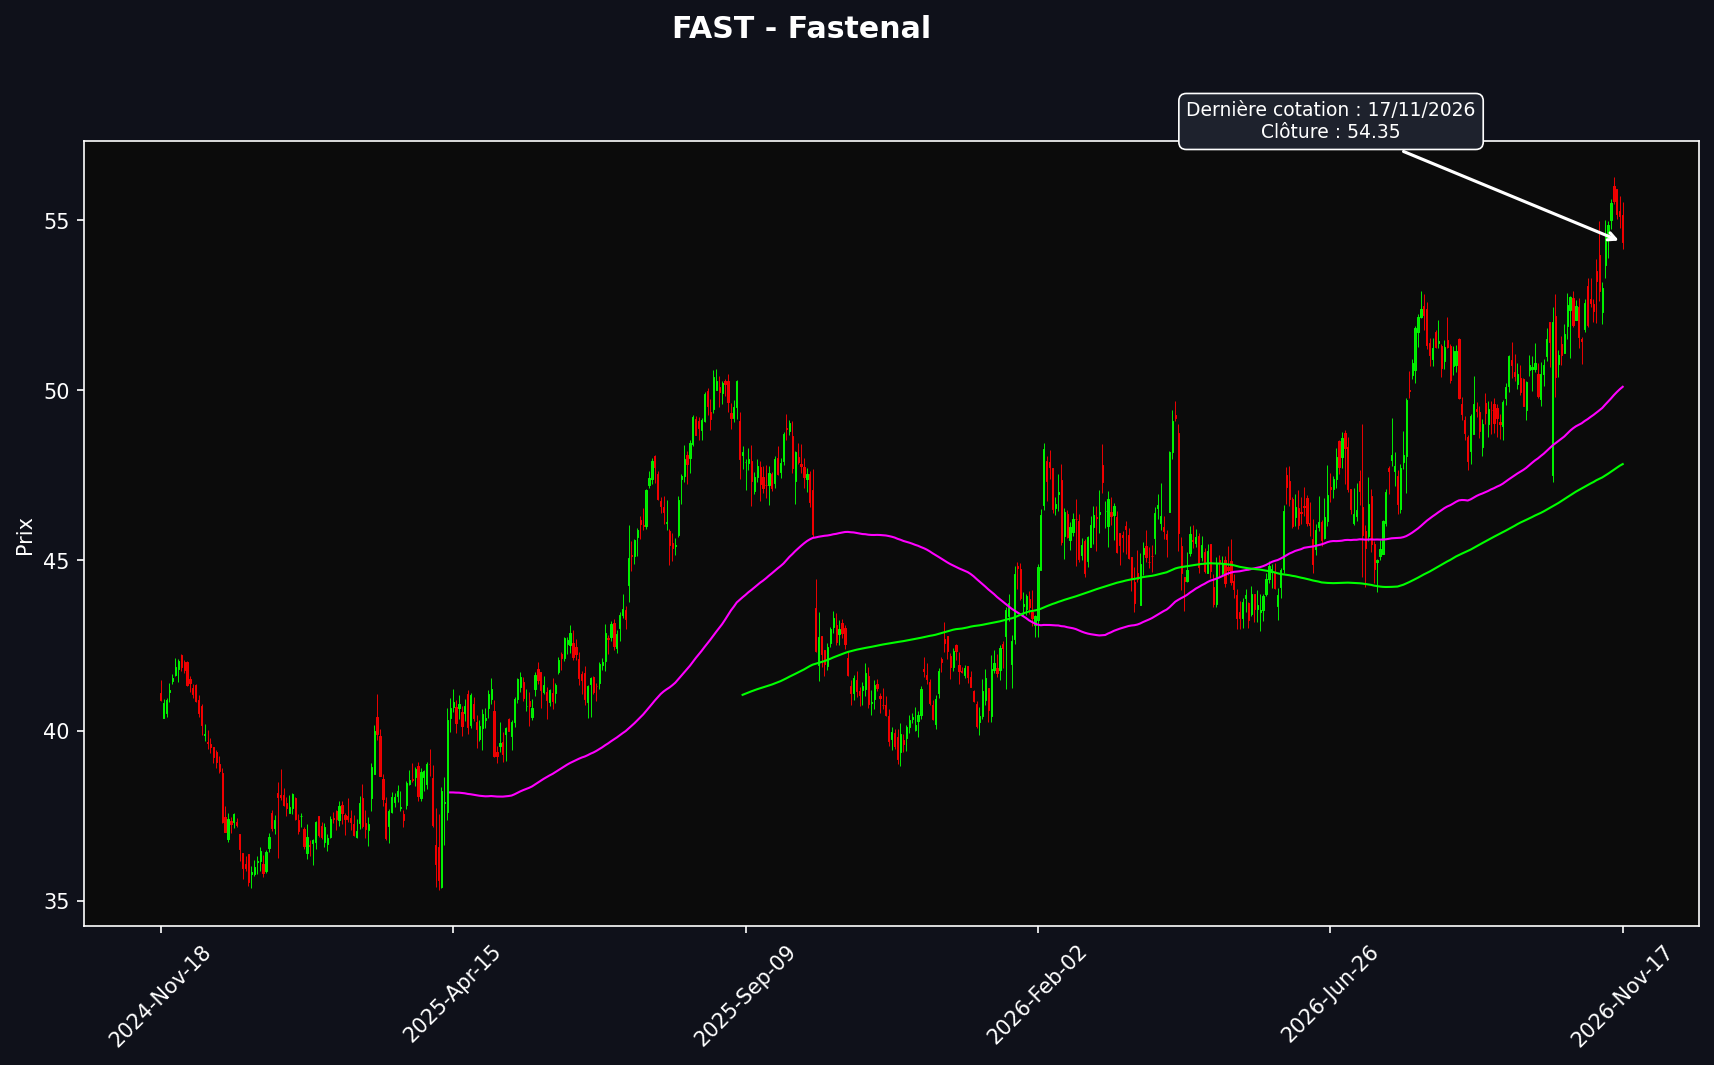 FAST - Fastenal
Dernière cotation : 17/11/2026
Clôture : 54.35
Prix
55
50
45
40
35
2024-Nov-18
2025-Apr-15
2025-Sep-09
2026-Feb-02
2026-Jun-26
2026-Nov-17